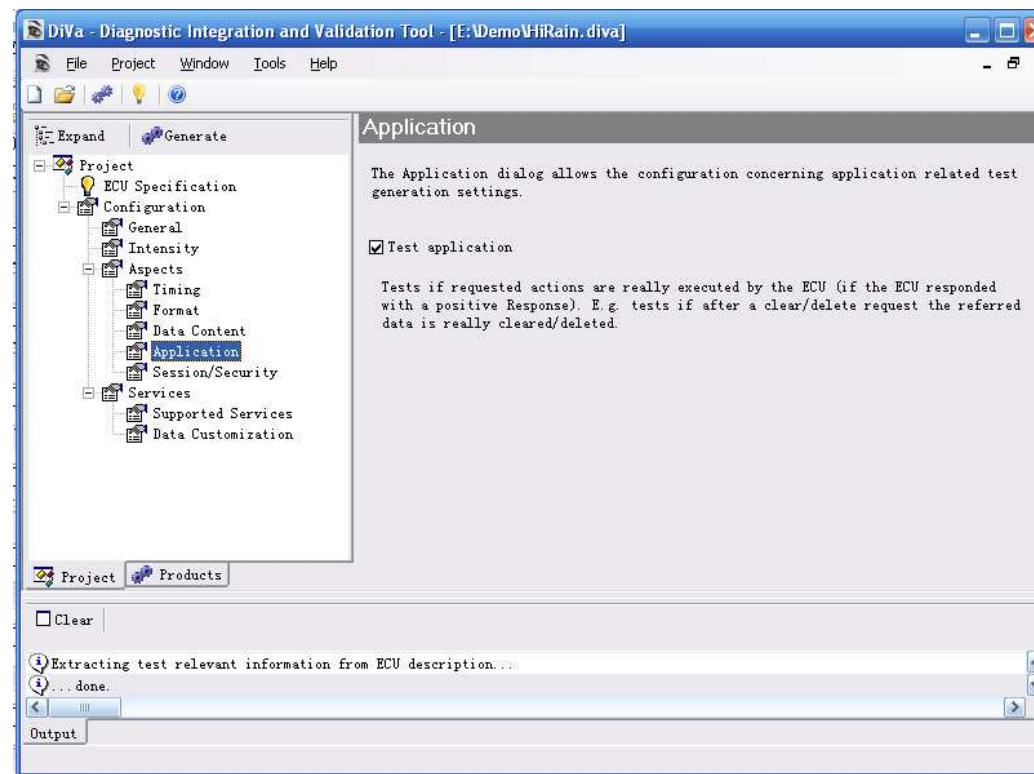 DiVa - Diagnostic Integration and Validation Tool - [E:\Demo\HiRain.diva]
File Project Window Tools Help
Expand Generate
Project
ECU Specification
Configuration
General
Intensity
Aspects
Timing
Format
Data Content
Application
Session/Security
Services
Supported Services
Data Customization
Project Products
Application
The Application dialog allows the configuration concerning application related test
generation settings.
Test application
Tests if requested actions are really executed by the ECU (if the ECU responded
with a positive Response). E.g. tests if after a clear/delete request the referred
data is really cleared/deleted.
Clear
Extracting test relevant information from ECU description...
... done.
Output